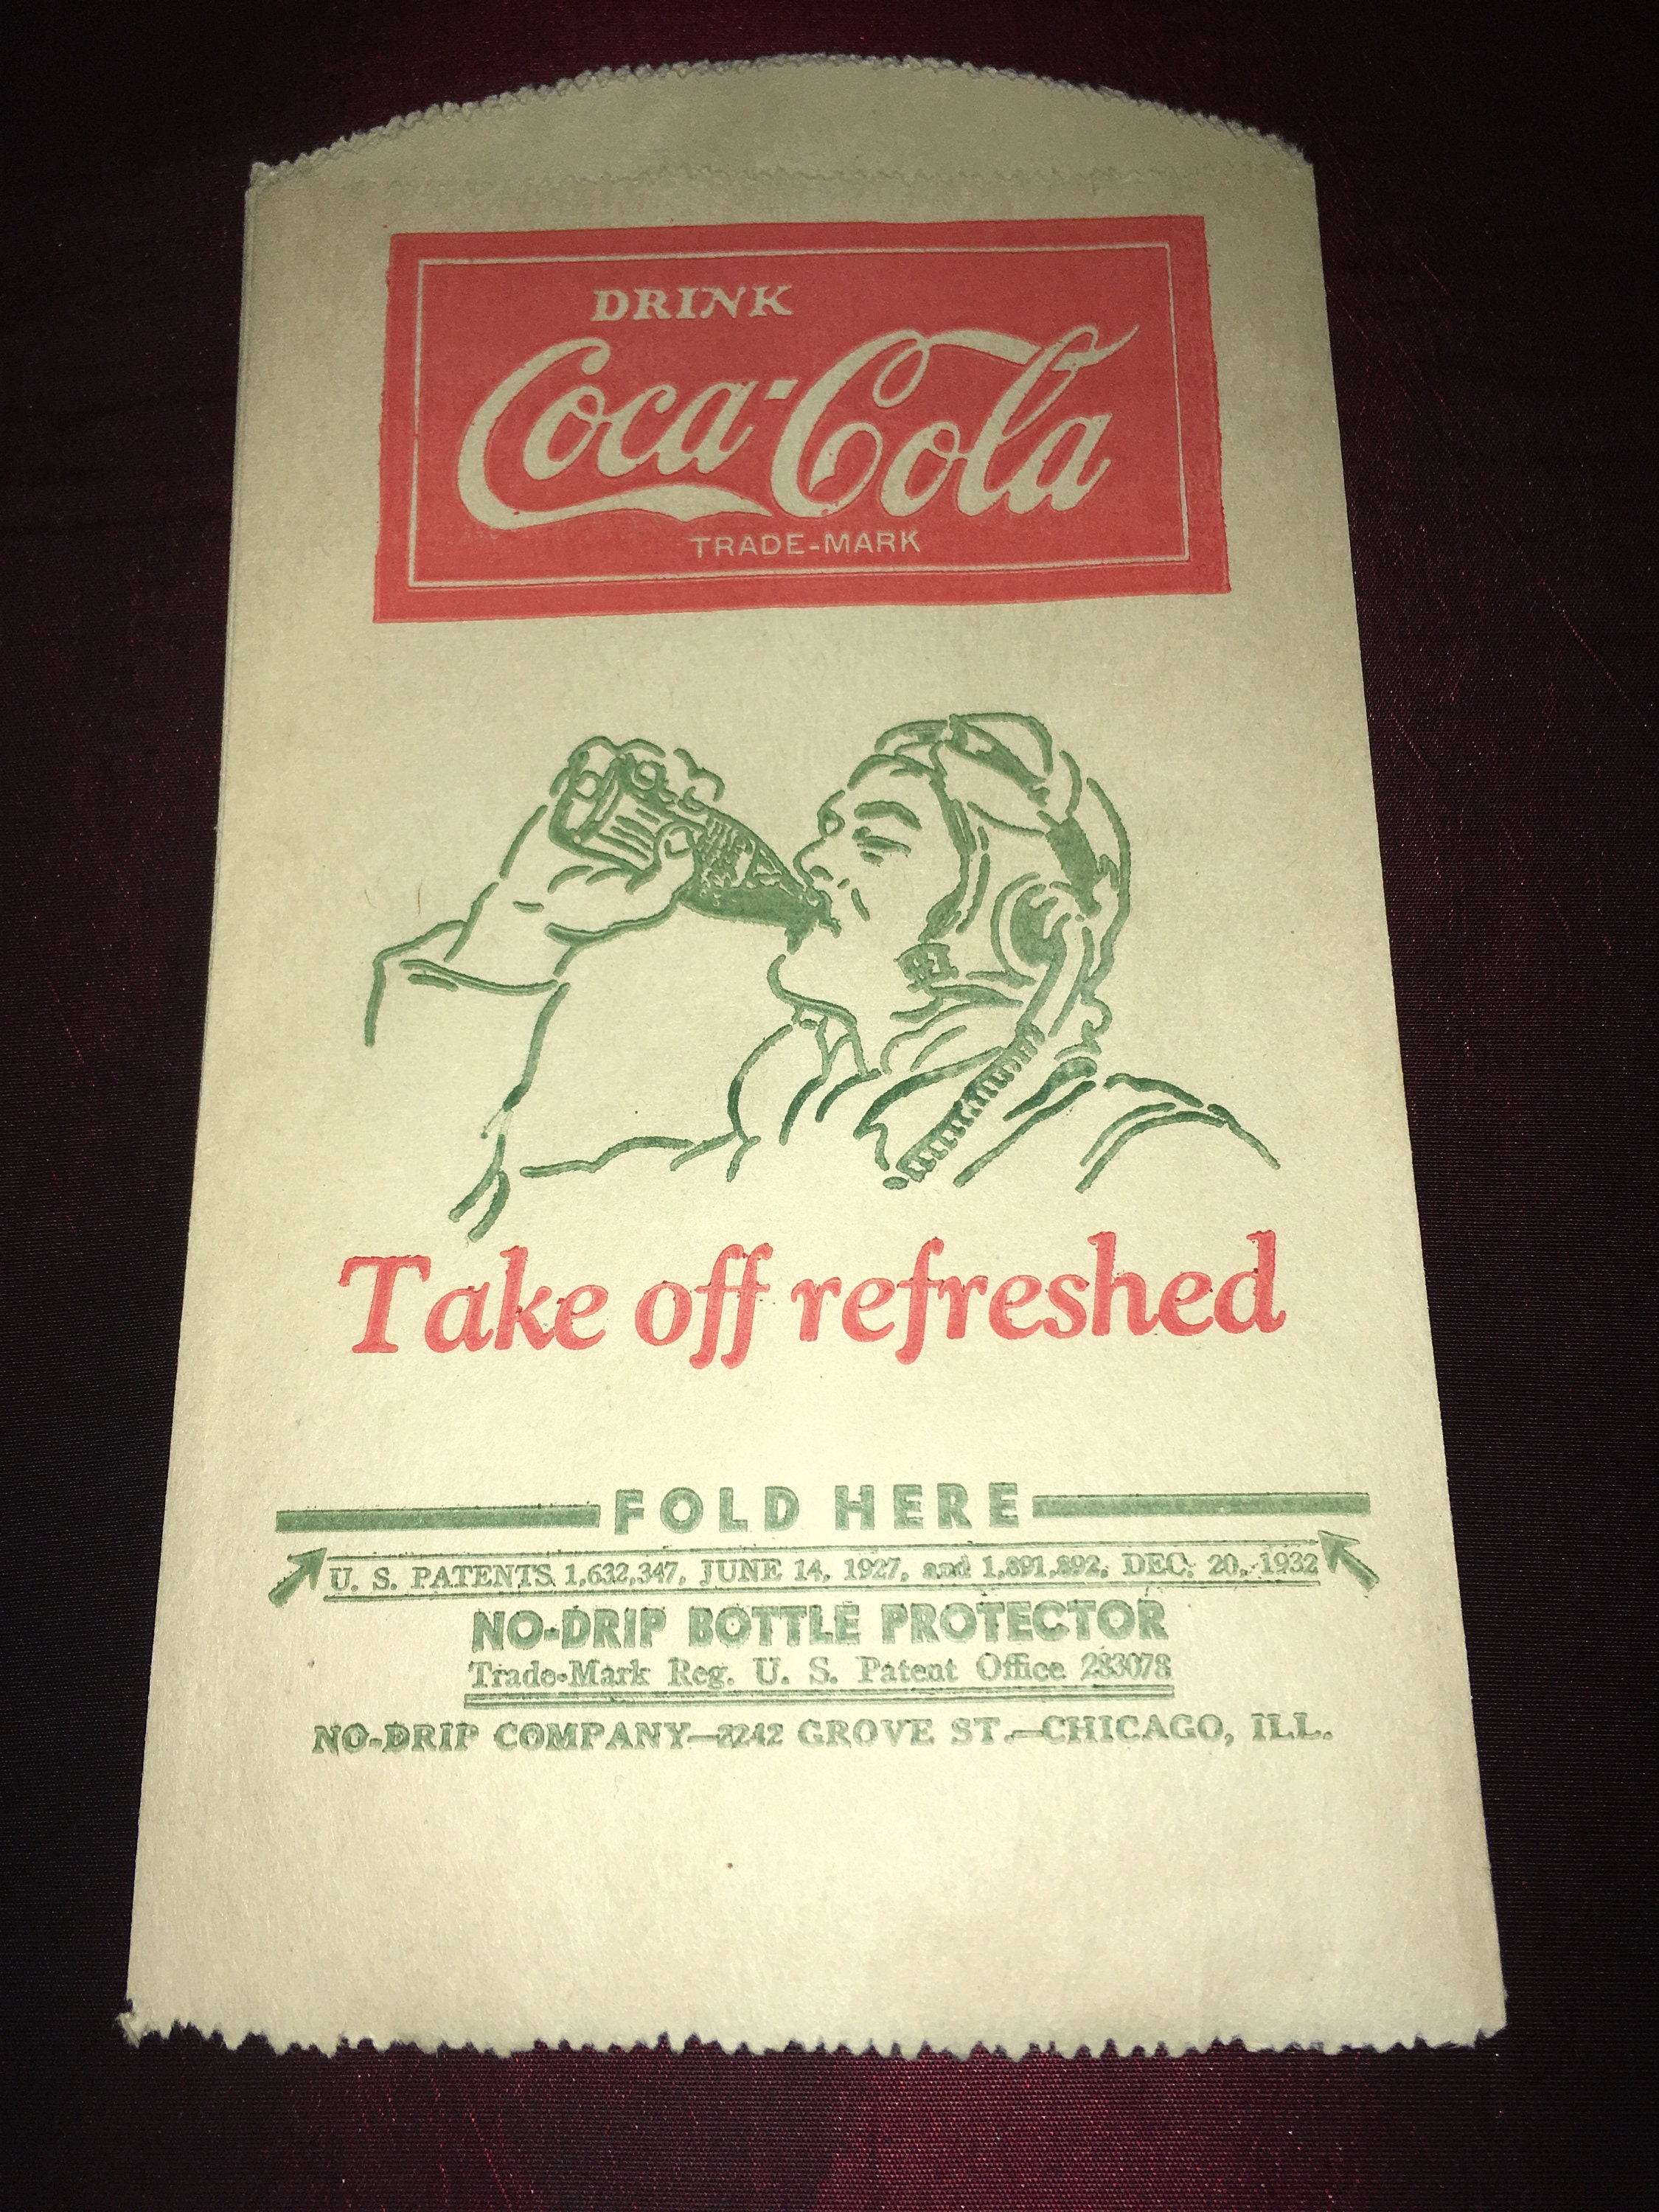 DRINK
Coca-Cola
TRADE-MARK
Take off refreshed
FOLD HERE
U. S. PATENTS 1,632,347, JUNE 14, 1927, and 1,891,892, DEC. 20, 1932
NO-DRIP BOTTLE PROTECTOR
Trade-Mark Reg. U. S. Patent Office 283078
NO-DRIP COMPANY—2242 GROVE ST.—CHICAGO, ILL.